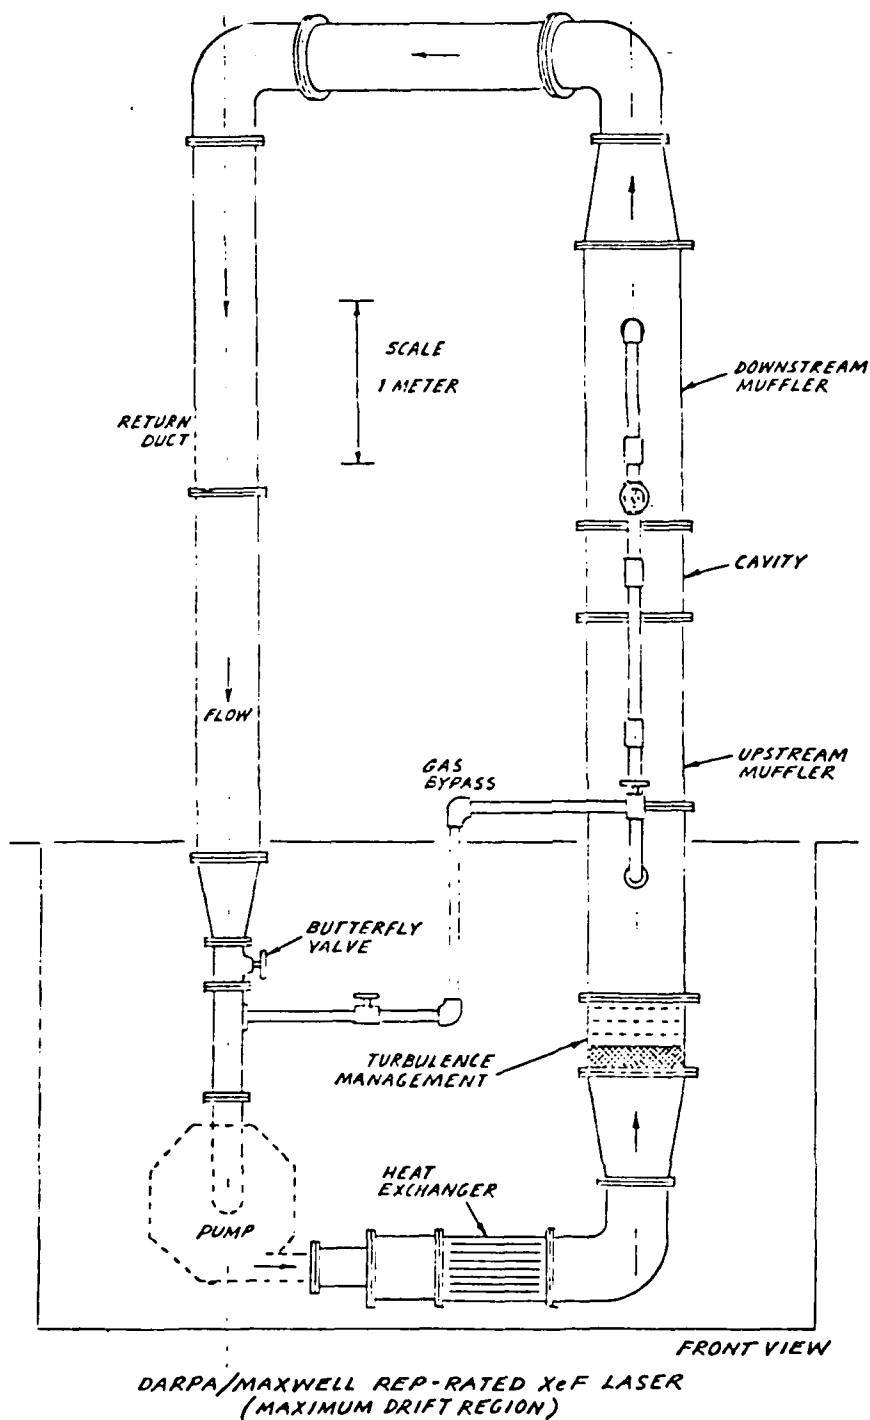 SCALE
1 METER
RETURN
DUCT
DOWNSTREAM
MUFFLER
CAVITY
FLOW
GAS
BYPASS
UPSTREAM
MUFFLER
BUTTERFLY
VALVE
TURBULENCE
MANAGEMENT
HEAT
EXCHANGER
PUMP
FRONT VIEW
DARPA/MAXWELL REP-RATED XeF LASER
(MAXIMUM DRIFT REGION)